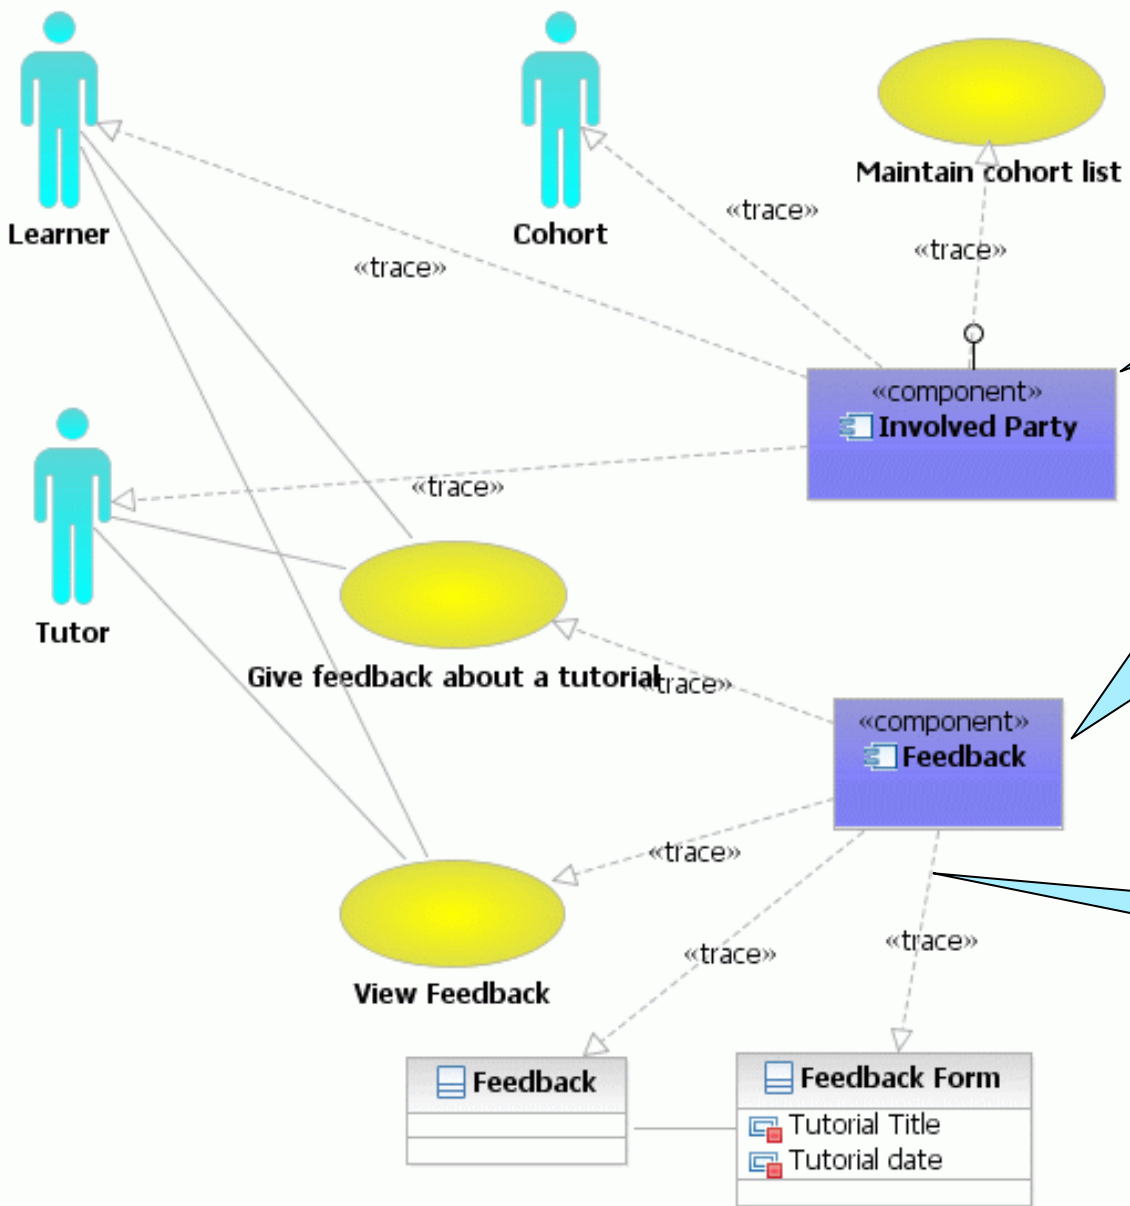 Learner
Cohort
Maintain cohort list
«trace»
«trace»
«trace»
«component»
Involved Party
«trace»
Tutor
Give feedback about a tutorial
«trace»
«component»
Feedback
«trace»
«trace»
«trace»
View Feedback
Feedback
Feedback Form
Tutorial Title
Tutorial date